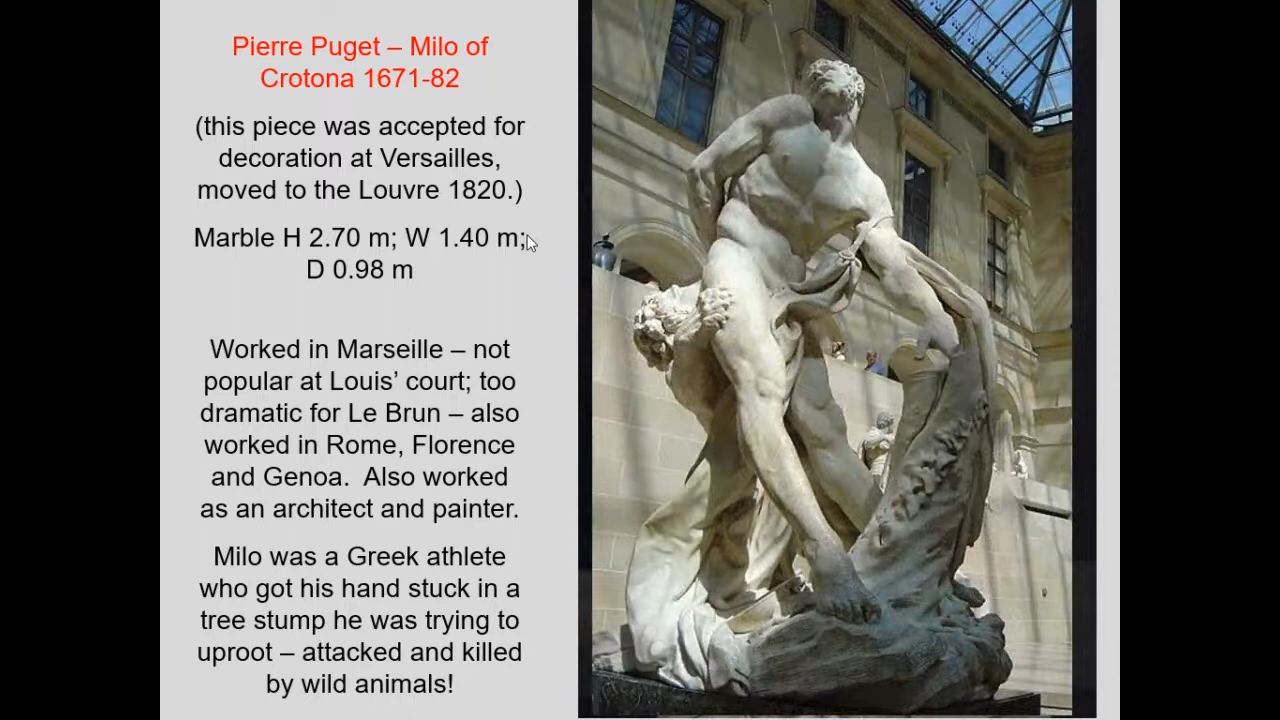 Pierre Puget – Milo of
Crotona 1671-82
(this piece was accepted for
decoration at Versailles,
moved to the Louvre 1820.)
Marble H 2.70 m; W 1.40 m;
D 0.98 m
Worked in Marseille – not
popular at Louis’ court; too
dramatic for Le Brun – also
worked in Rome, Florence
and Genoa.  Also worked
as an architect and painter.
Milo was a Greek athlete
who got his hand stuck in a
tree stump he was trying to
uproot – attacked and killed
by wild animals!